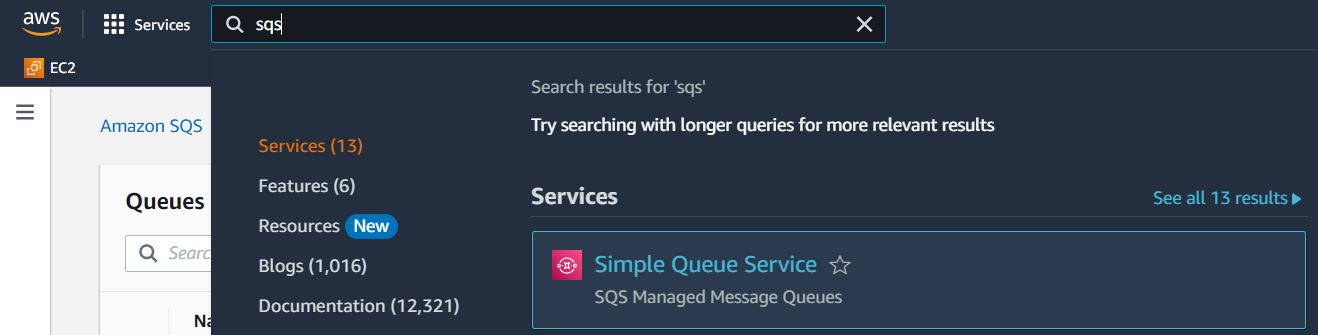 aws
Services
sqs
EC2
Search results for 'sqs'
Try searching with longer queries for more relevant results
Amazon SQS
Services (13)
Features (6)
Resources New
Blogs (1,016)
Documentation (12,321)
Queues
Services
See all 13 results
Simple Queue Service
SQS Managed Message Queues